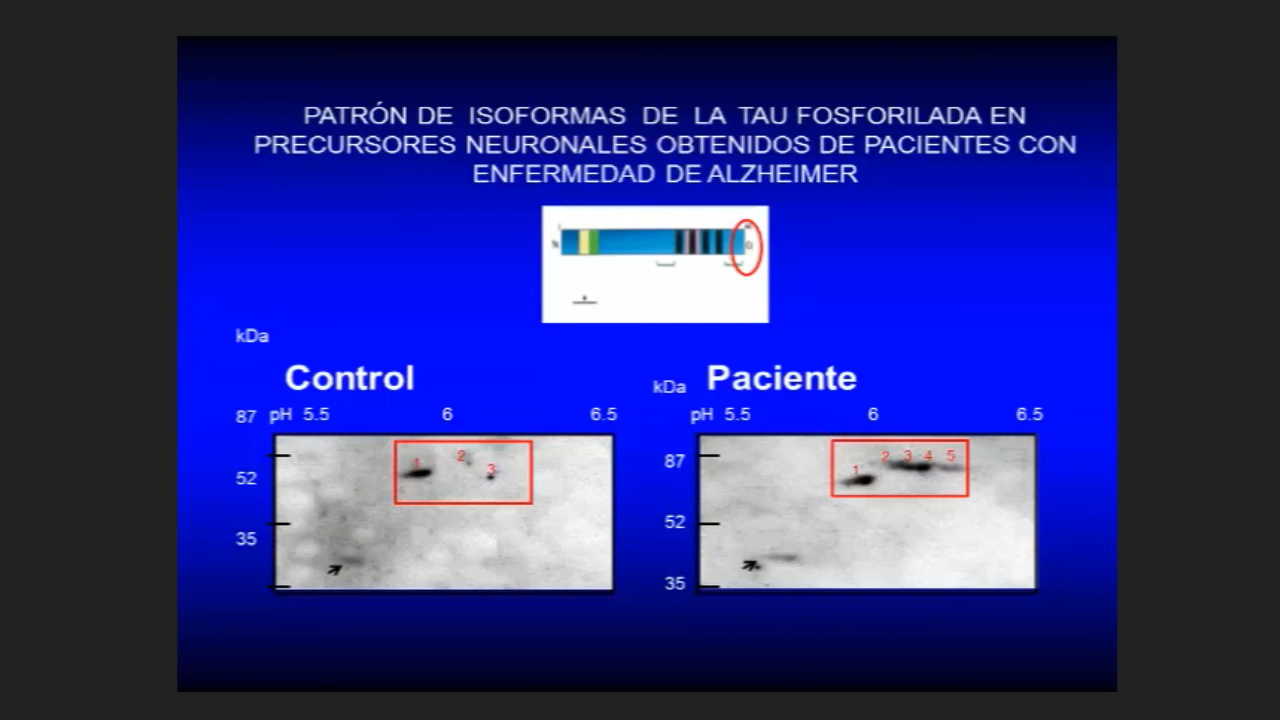 PATRÓN DE ISOFORMAS DE LA TAU FOSFORILADA EN
PRECURSORES NEURONALES OBTENIDOS DE PACIENTES CON
ENFERMEDAD DE ALZHEIMER
N
kDa
Control
87 pH 5.5 6 6.5
52
35
1 2 3
kDa Paciente
pH 5.5 6 6.5
87
52
35
1 2 3 4 5